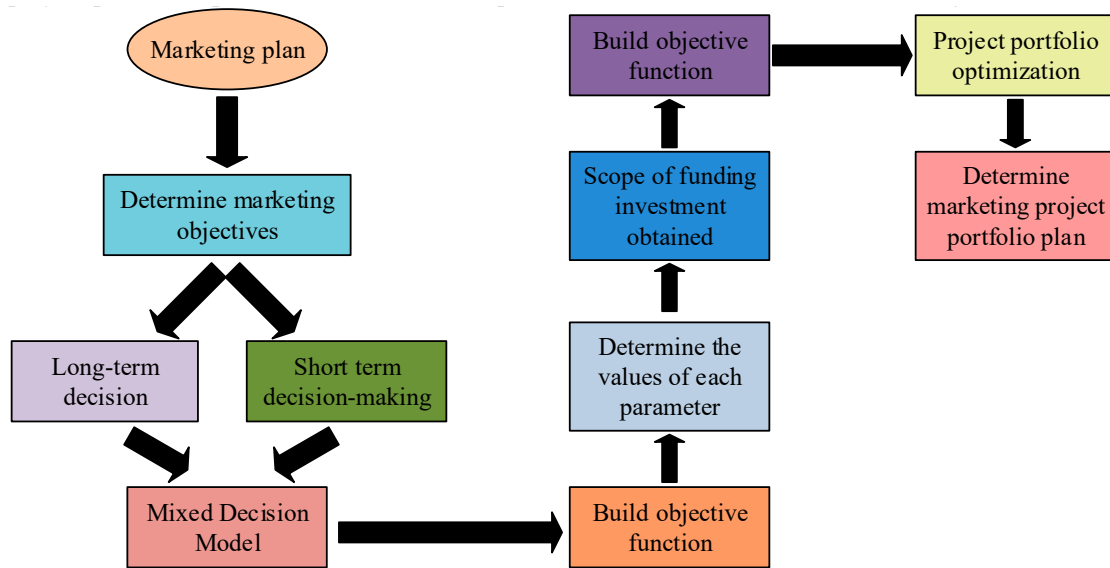 Marketing plan
Determine marketing
objectives
Long-term
decision
Short term
decision-making
Mixed Decision
Model
Build objective
function
Determine the
values of each
parameter
Scope of funding
investment
obtained
Build objective
function
Project portfolio
optimization
Determine
marketing project
portfolio plan